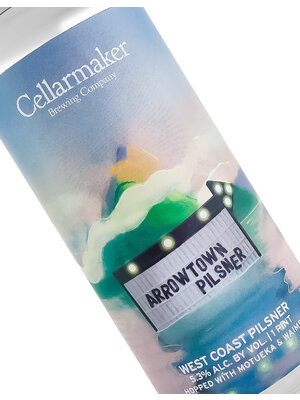 Cellarmaker
Brewing Company
ARROWTOWN
PILSNER
WEST COAST PILSNER
5.3% ALC. BY VOL. | 1 PINT
HOPPED WITH MOTUEKA &